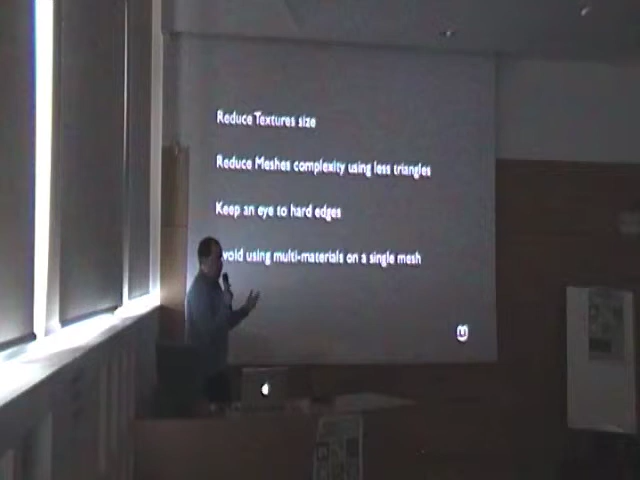 Reduce Textures size
Reduce Meshes complexity using less triangles
Keep an eye to hard edges
void using multi-materials on a single mesh